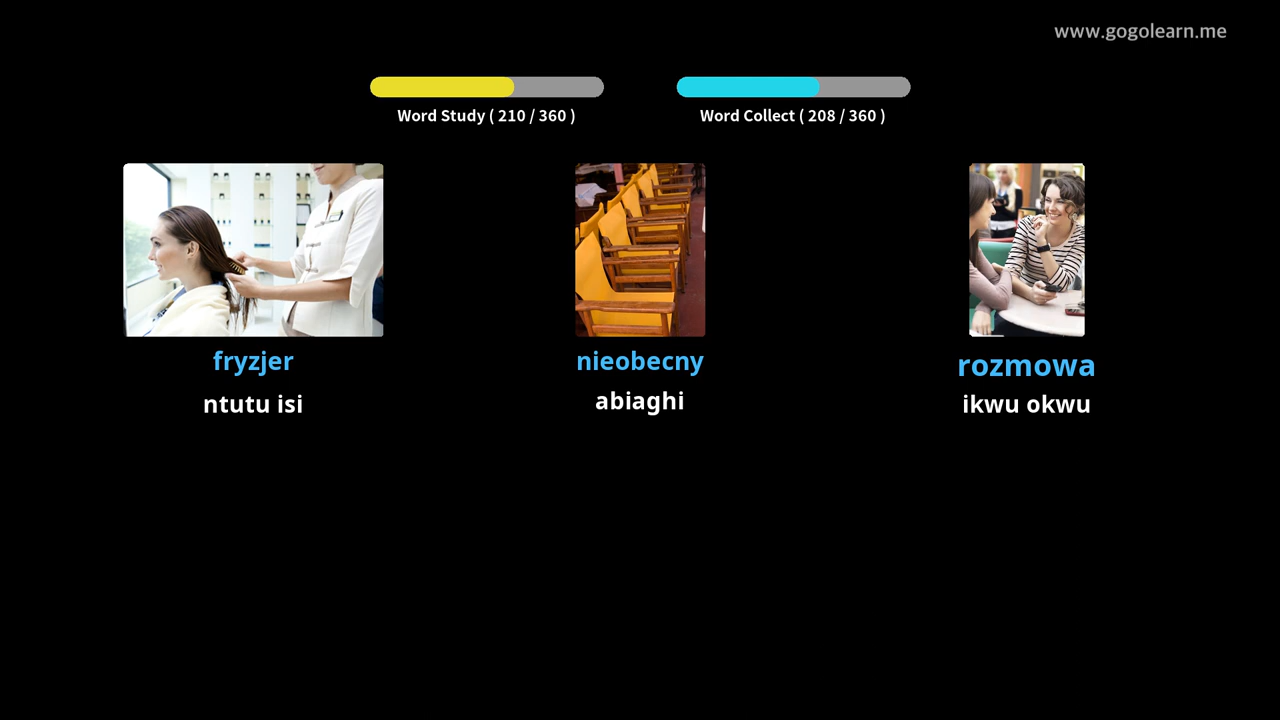 www.gogolearn.me
Word Study ( 210 / 360 )
Word Collect ( 208 / 360 )
fryzjer
nieobecny
rozmowa
ntutu isi
abiaghi
ikwu okwu